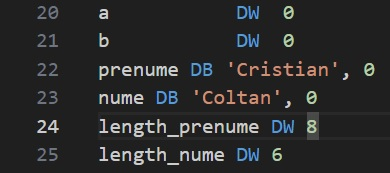 20 a DW 0
21 b DW 0
22 prenume DB 'Cristian', 0
23 nume DB 'Coltan', 0
24 length_prenume DW 8
25 length_nume DW 6